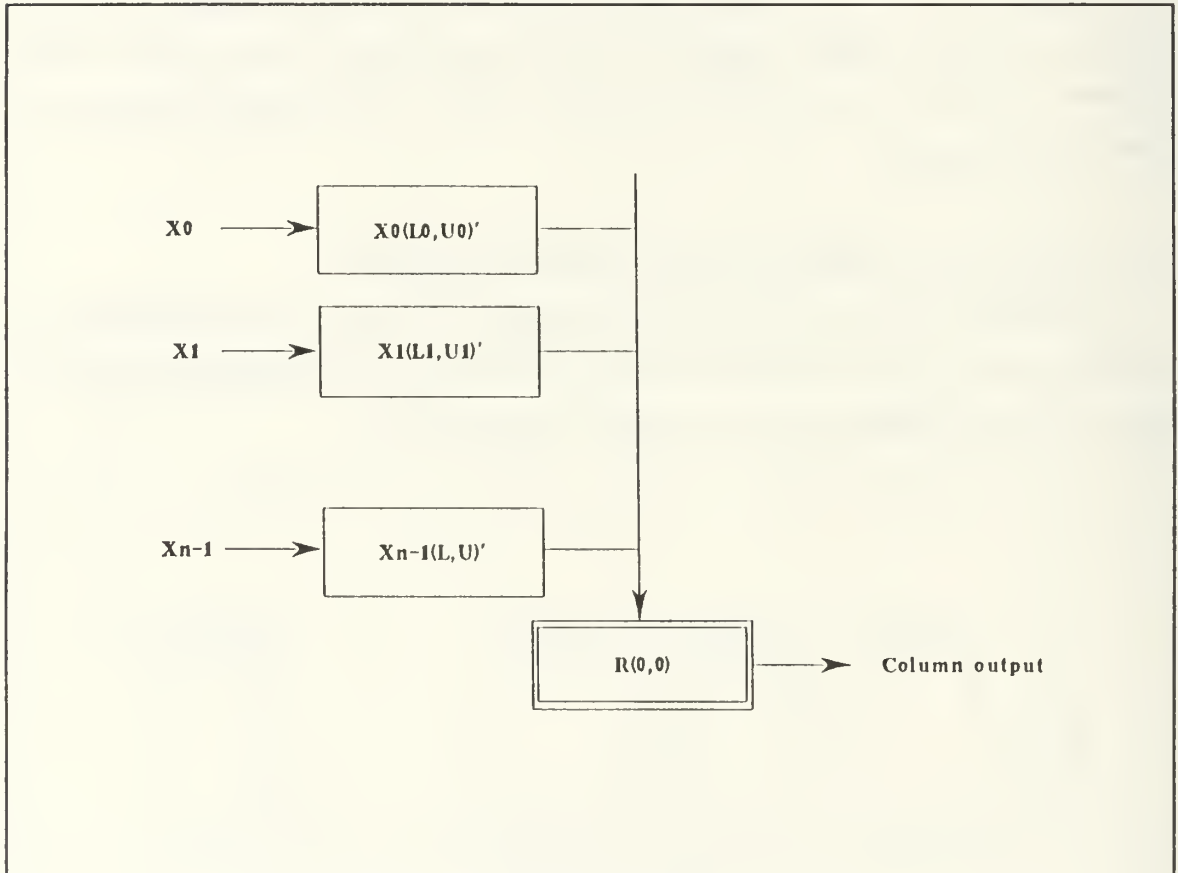 X0 X0(L0,U0)′
X1 X1(L1,U1)′
Xn-1 Xn-1(L,U)′
R(0,0) Column output